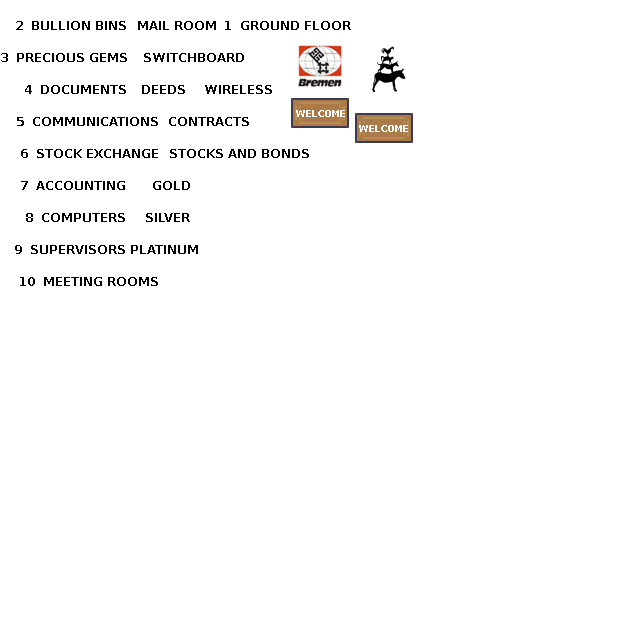 2 BULLION BINS MAIL ROOM 1 GROUND FLOOR
3 PRECIOUS GEMS SWITCHBOARD
Bremen
4 DOCUMENTS DEEDS WIRELESS
WELCOME
5 COMMUNICATIONS CONTRACTS
WELCOME
6 STOCK EXCHANGE STOCKS AND BONDS
7 ACCOUNTING GOLD
8 COMPUTERS SILVER
9 SUPERVISORS PLATINUM
10 MEETING ROOMS